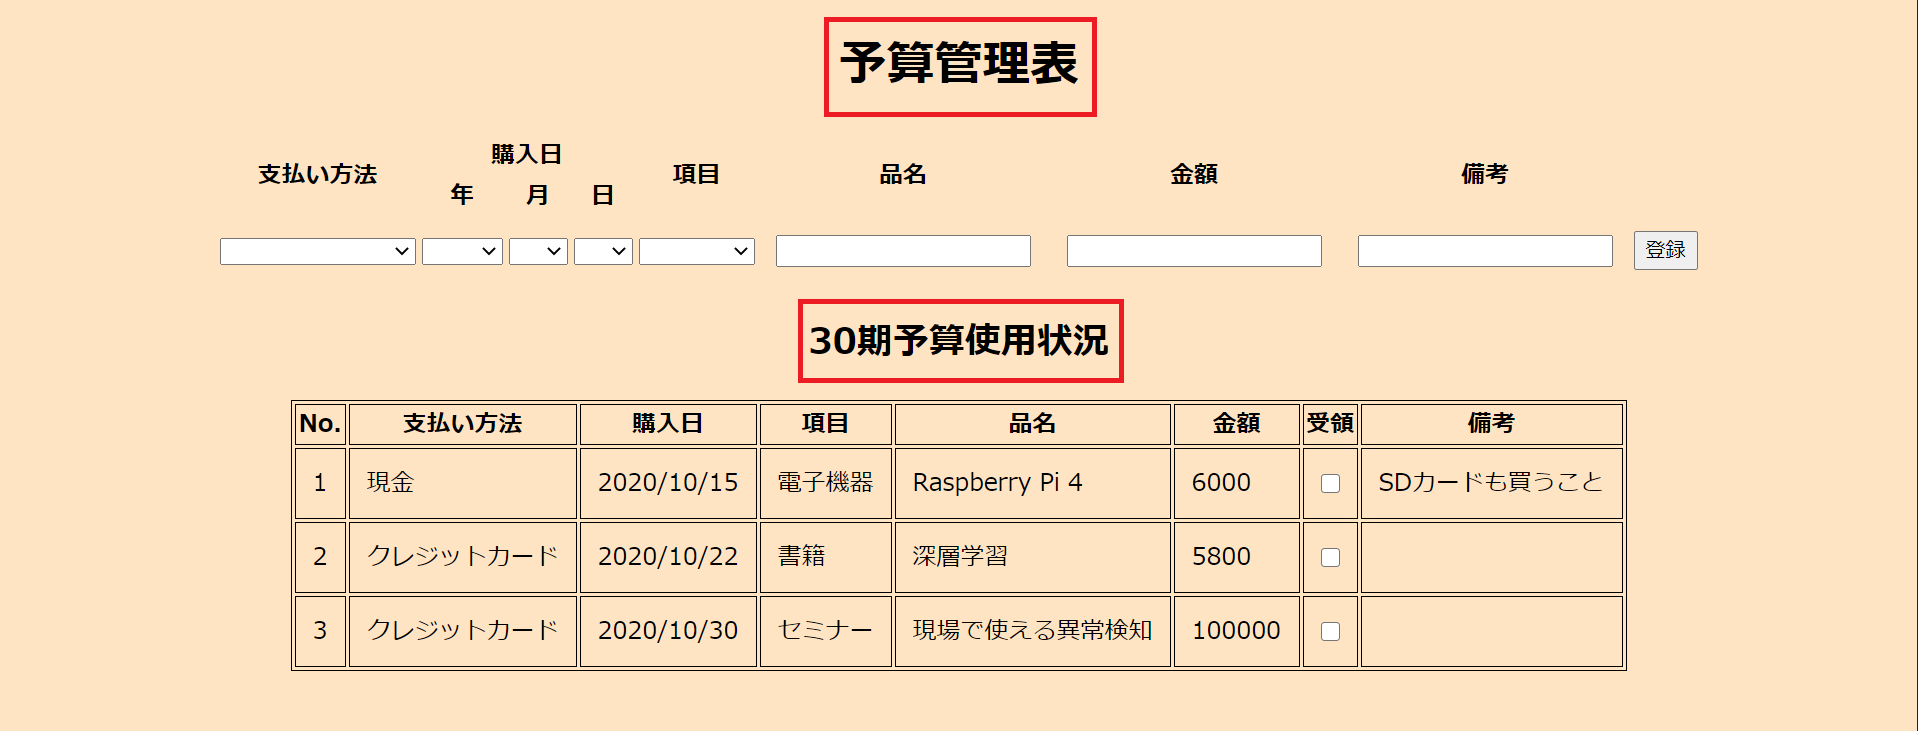 予算管理表
支払い方法 購入日 項目 品名 金額 備考
年 月 日
登録
30期予算使用状況
No. 支払い方法 購入日 項目 品名 金額 受領 備考
1 現金 2020/10/15 電子機器 Raspberry Pi 4 6000 SDカードも買うこと
2 クレジットカード 2020/10/22 書籍 深層学習 5800
3 クレジットカード 2020/10/30 セミナー 現場で使える異常検知 100000